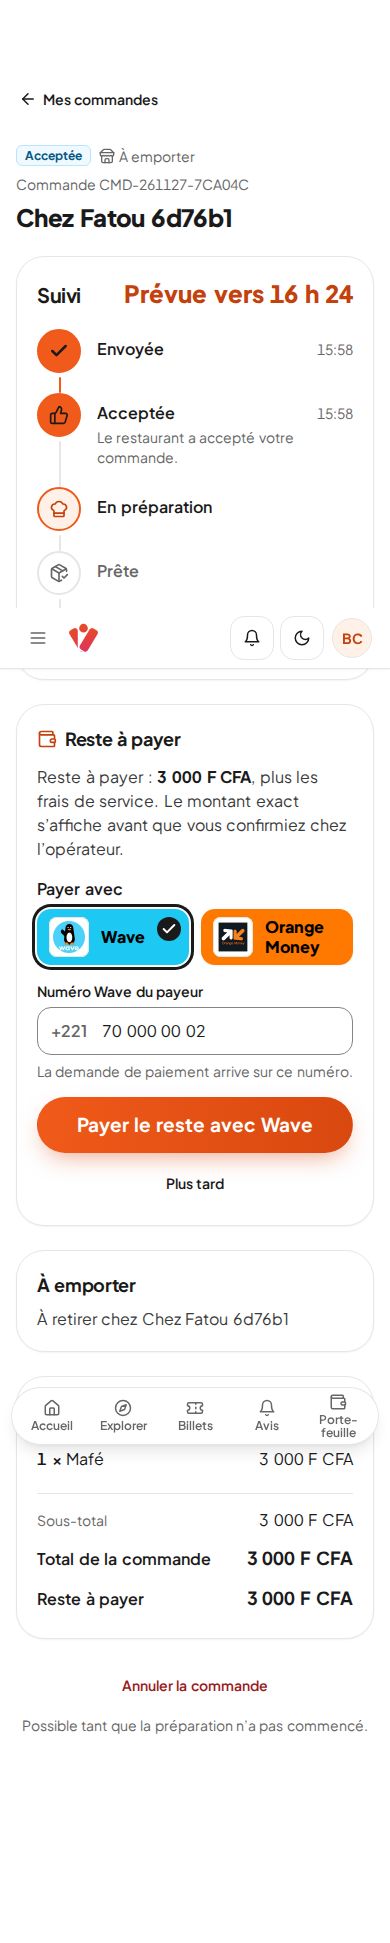 Mes commandes
Acceptée À emporter
Commande CMD-261127-7CA04C
Chez Fatou 6d76b1
Suivi Prévue vers 16 h 24
Envoyée 15:58
Acceptée 15:58
Le restaurant a accepté votre
commande.
En préparation
Prête
BC
Reste à payer
Reste à payer : 3 000 F CFA, plus les
frais de service. Le montant exact
s’affiche avant que vous confirmiez chez
l’opérateur.
Payer avec
wave Wave
Orange Money Orange
Money
Numéro Wave du payeur
+221 70 000 00 02
La demande de paiement arrive sur ce numéro.
Payer le reste avec Wave
Plus tard
À emporter
À retirer chez Chez Fatou 6d76b1
Accueil Explorer Billets Avis Porte-
feuille
1 × Mafé 3 000 F CFA
Sous-total 3 000 F CFA
Total de la commande 3 000 F CFA
Reste à payer 3 000 F CFA
Annuler la commande
Possible tant que la préparation n’a pas commencé.